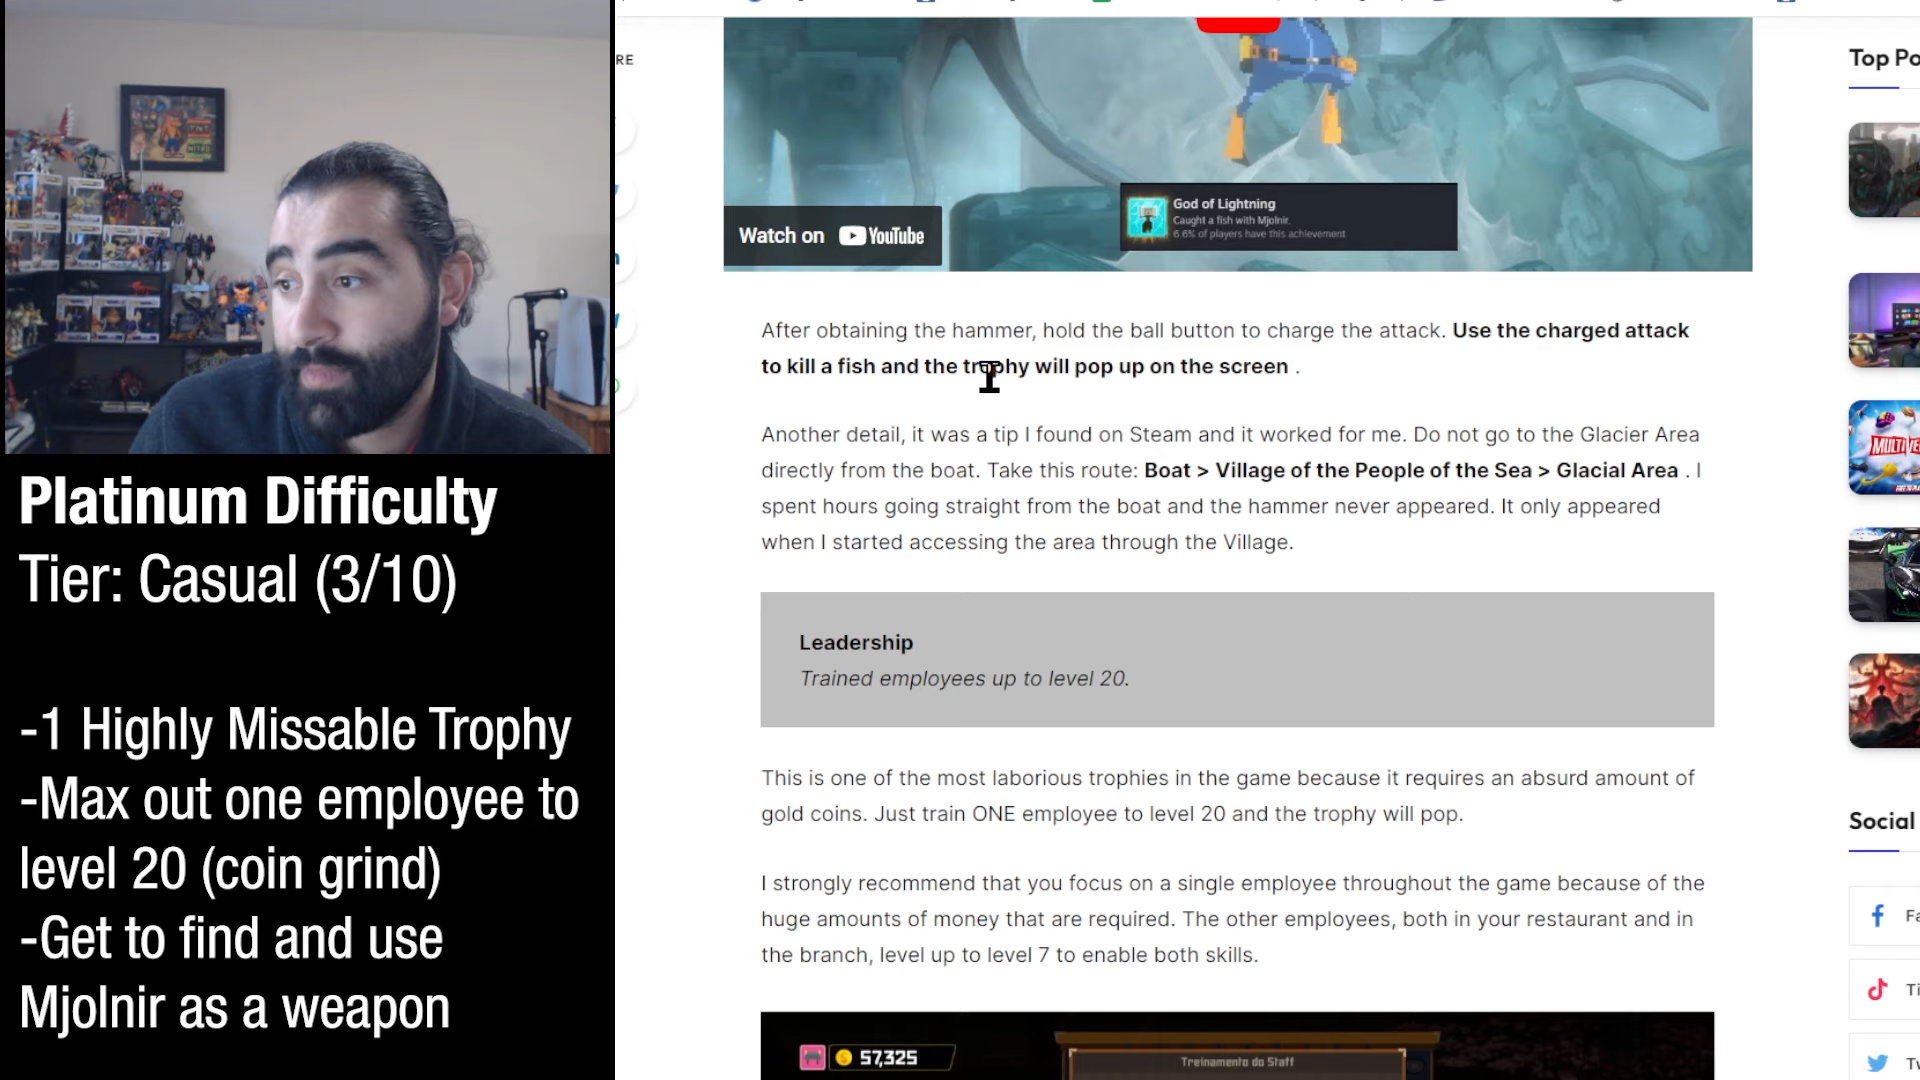 RE
Top Po
Watch on YouTube
God of Lightning
Caught a fish with Mjolnir.
6.6% of players have this achievement
After obtaining the hammer, hold the ball button to charge the attack. Use the charged attack
to kill a fish and the trophy will pop up on the screen .
Another detail, it was a tip I found on Steam and it worked for me. Do not go to the Glacier Area
directly from the boat. Take this route: Boat > Village of the People of the Sea > Glacial Area . I
spent hours going straight from the boat and the hammer never appeared. It only appeared
when I started accessing the area through the Village.
Leadership
Trained employees up to level 20.
This is one of the most laborious trophies in the game because it requires an absurd amount of
gold coins. Just train ONE employee to level 20 and the trophy will pop.
I strongly recommend that you focus on a single employee throughout the game because of the
huge amounts of money that are required. The other employees, both in your restaurant and in
the branch, level up to level 7 to enable both skills.
57,325
Treinamento do Staff
Platinum Difficulty
Tier: Casual (3/10)
-1 Highly Missable Trophy
-Max out one employee to
level 20 (coin grind)
-Get to find and use
Mjolnir as a weapon
TNT
NITRO
MULTIVE
Social
Fa
Ti
Tw